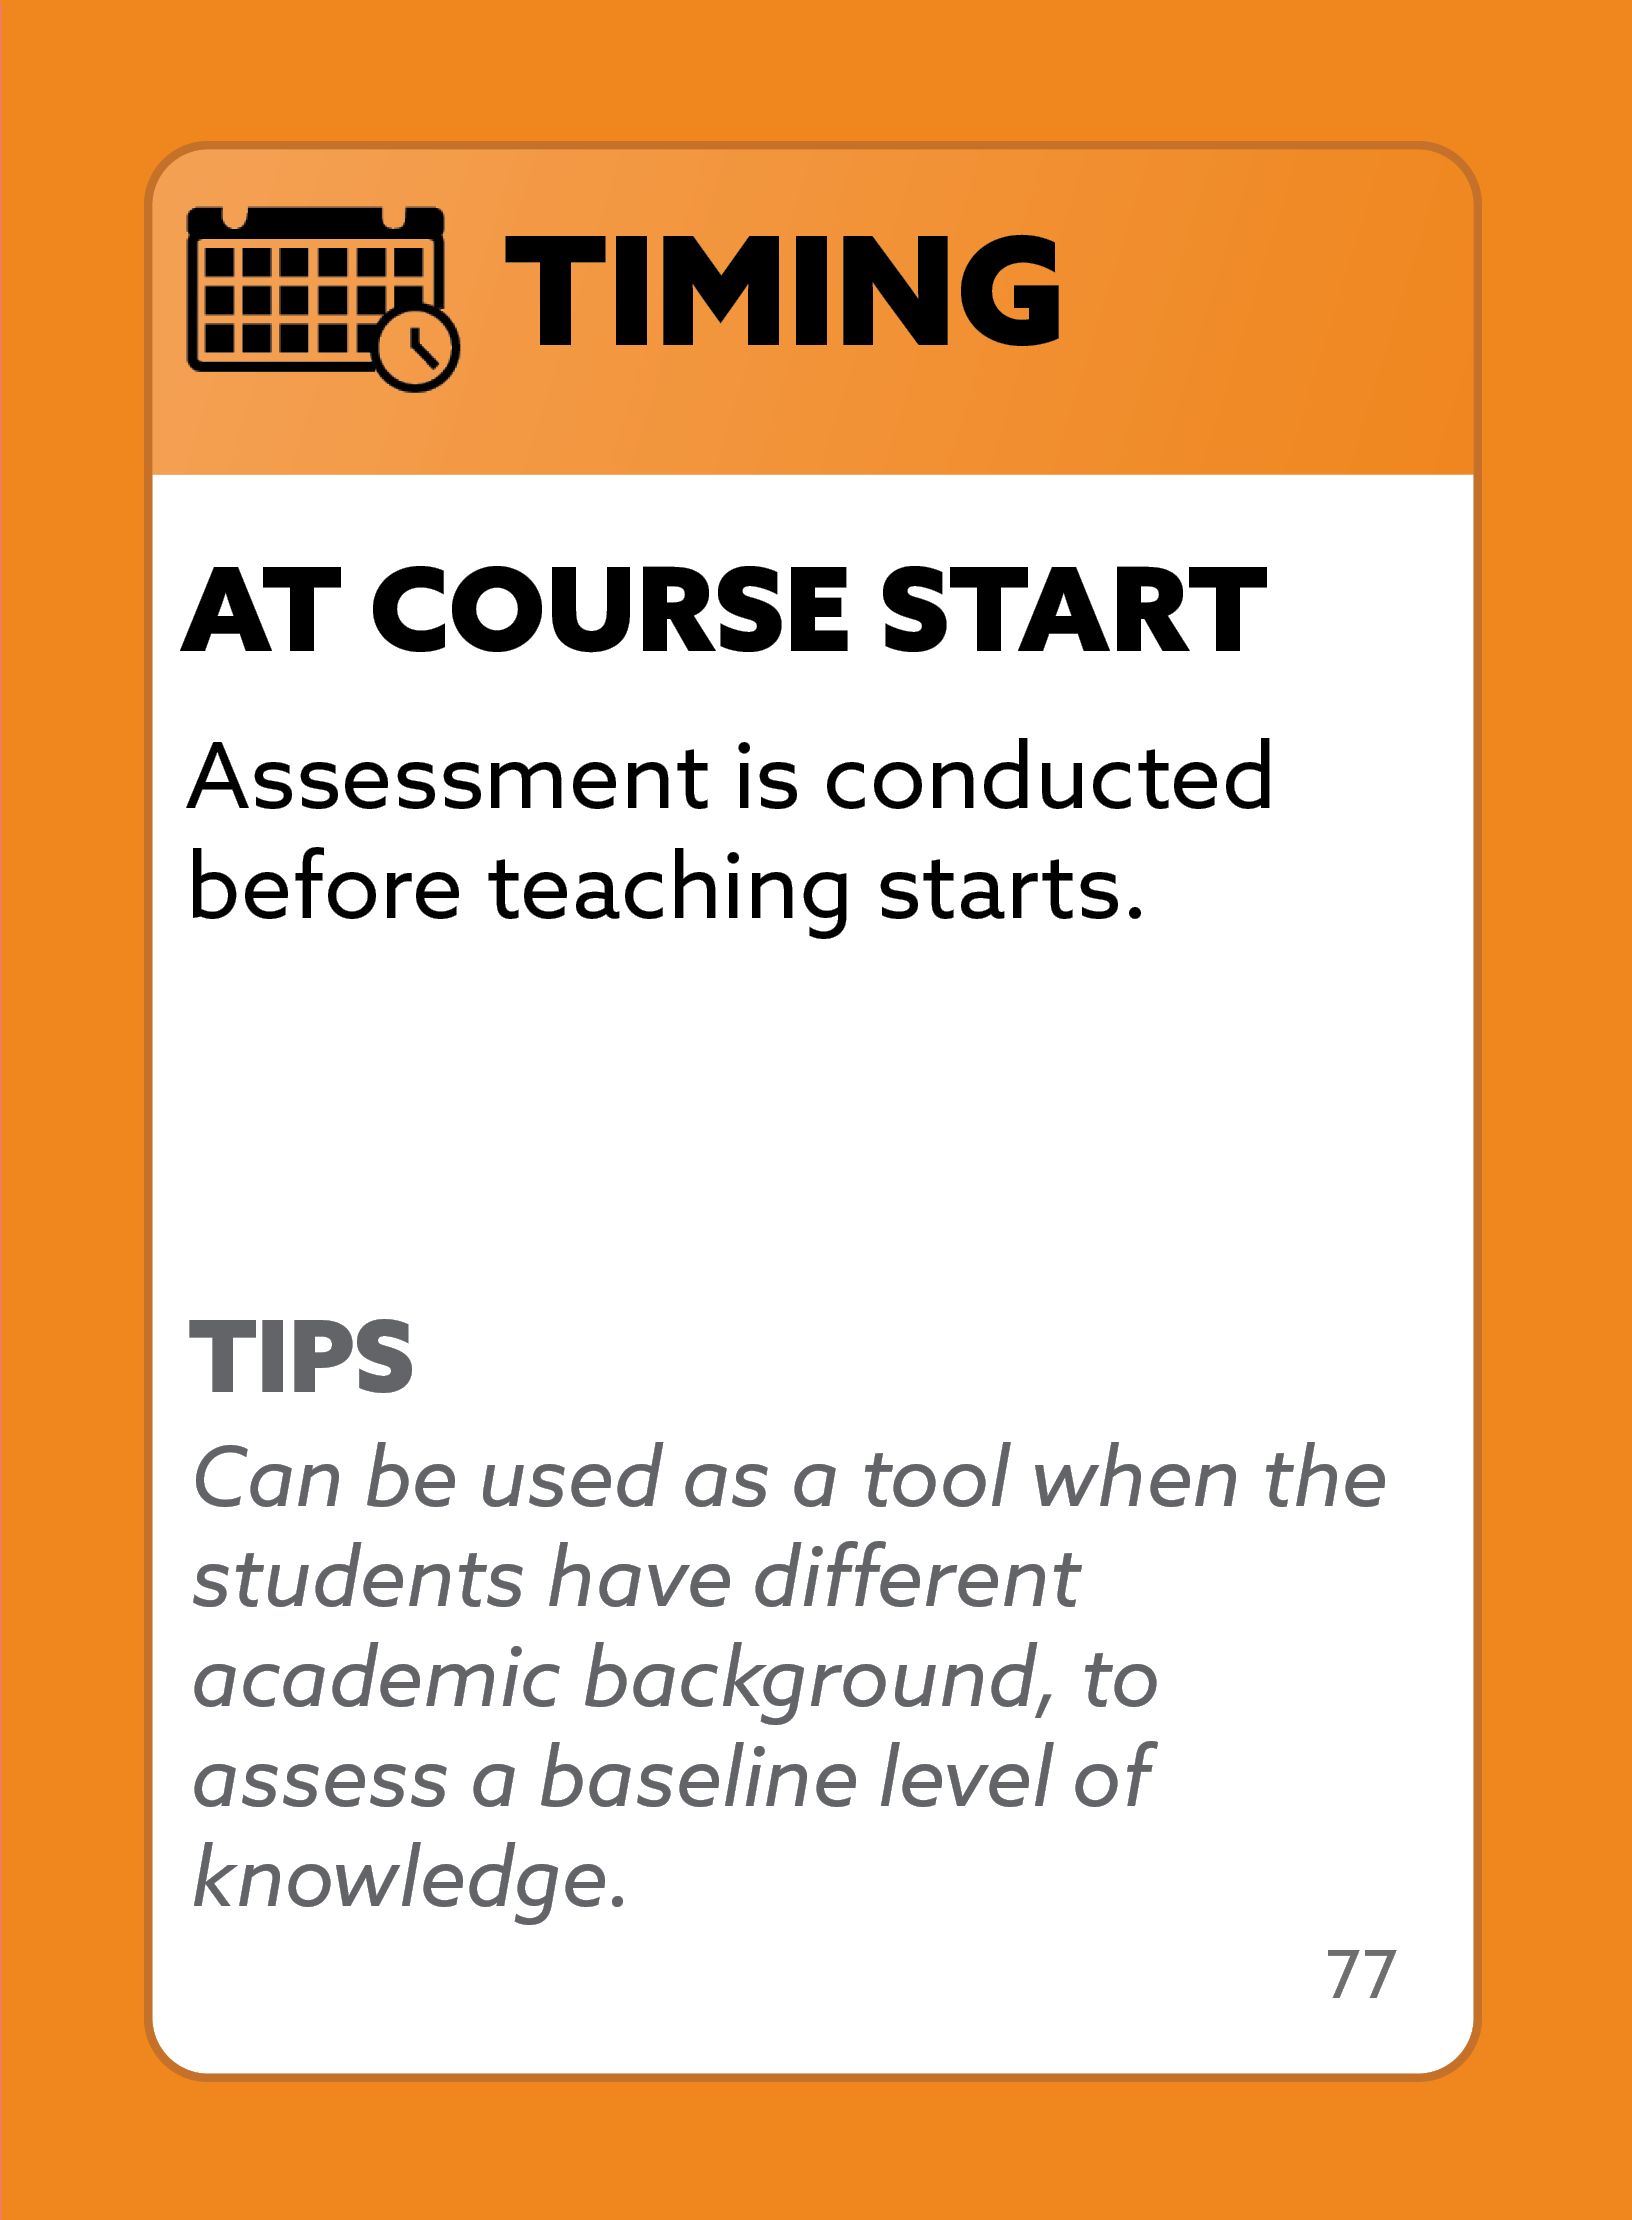 TIMING
AT COURSE START
Assessment is conducted
before teaching starts.
TIPS
Can be used as a tool when the
students have different
academic background, to
assess a baseline level of
knowledge.
77